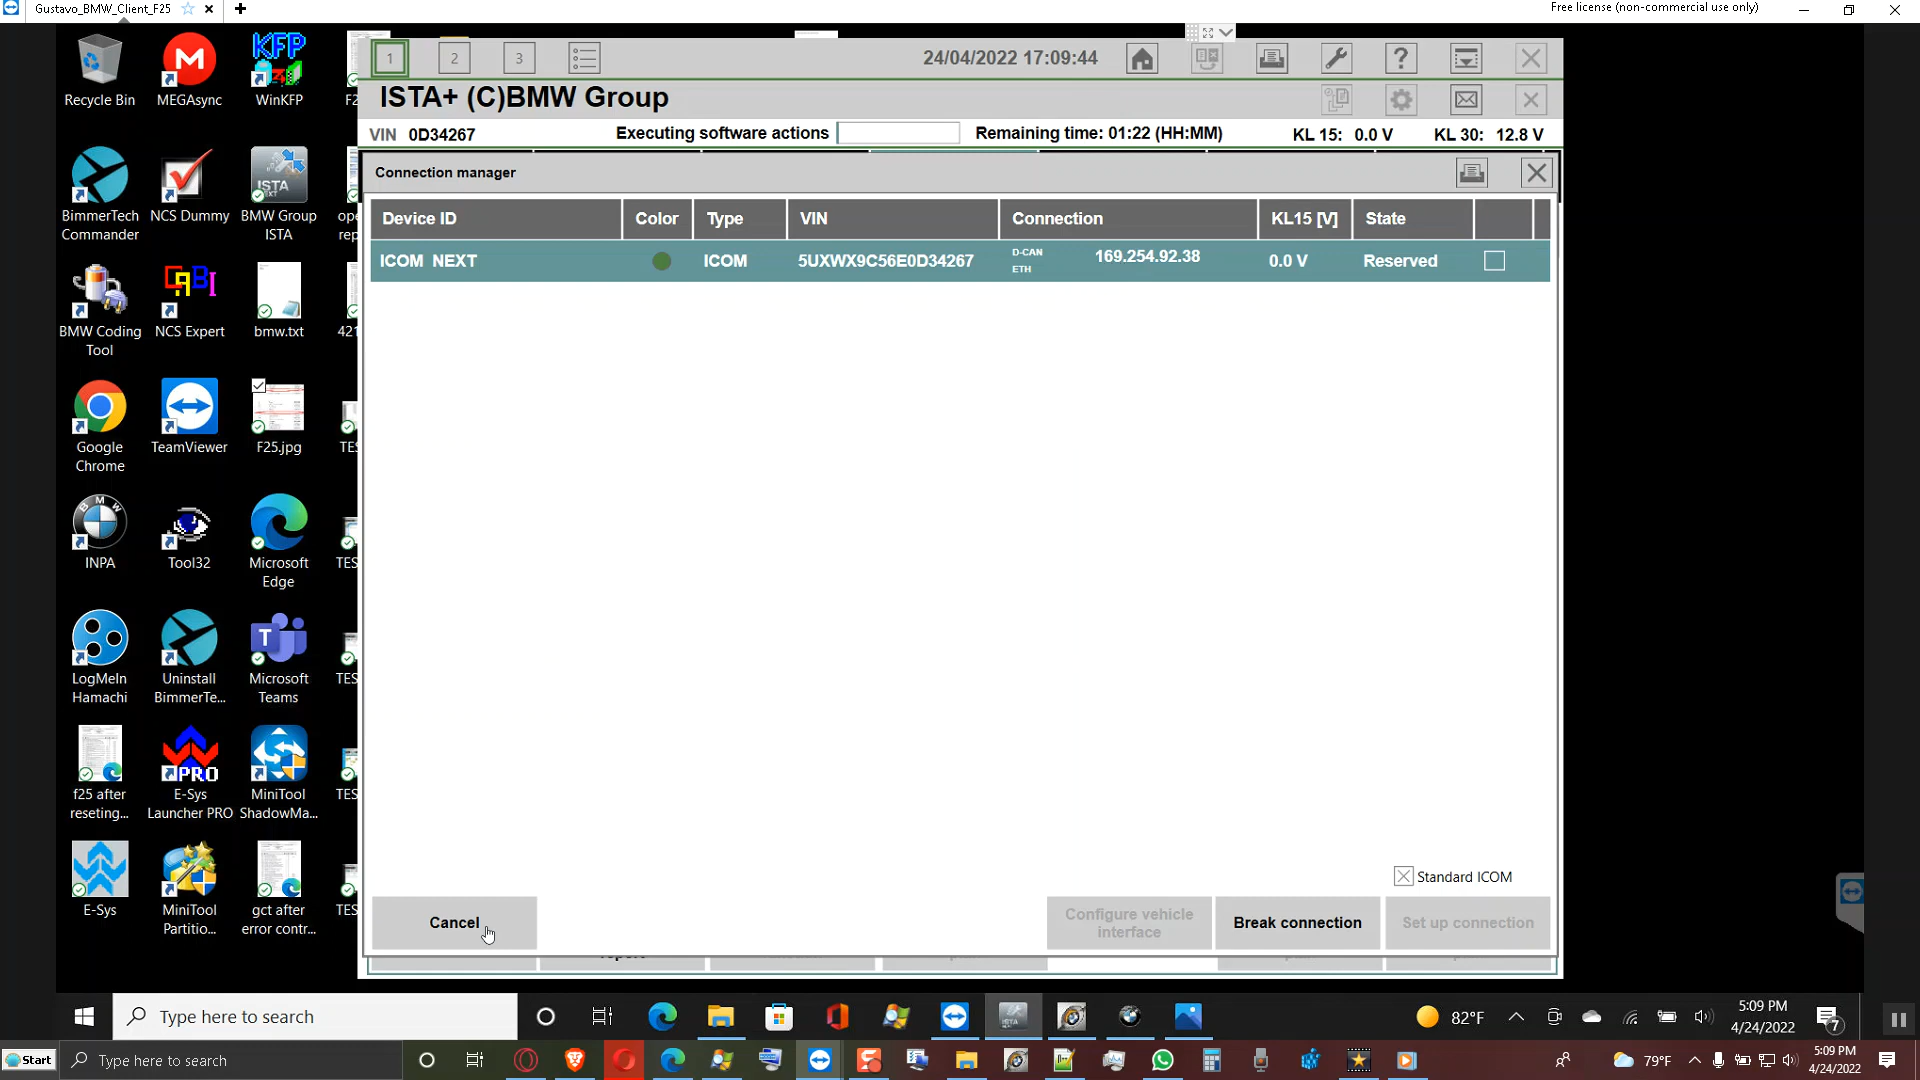 Gustavo_BMW_Client_F25
Free license (non-commercial use only)
1
2
3
24/04/2022 17:09:44
?
ISTA+ (C)BMW Group
VIN 0D34267
Executing software actions
Remaining time: 01:22 (HH:MM)
KL 15: 0.0 V
KL 30: 12.8 V
Connection manager
Device ID
Color
Type
VIN
Connection
KL15 [V]
State
ICOM NEXT
ICOM
5UXWX9C56E0D34267
D-CAN
ETH
169.254.92.38
0.0 V
Reserved
Standard ICOM
Cancel
Configure vehicle
interface
Break connection
Set up connection
Recycle Bin
MEGAsync
WinKFP
BimmerTech
Commander
NCS Dummy
BMW Group
ISTA
BMW Coding
Tool
NCS Expert
bmw.txt
Google
Chrome
TeamViewer
F25.jpg
INPA
Tool32
Microsoft
Edge
LogMeIn
Hamachi
Uninstall
BimmerTe...
Microsoft
Teams
f25 after
reseting...
E-Sys
Launcher PRO
MiniTool
ShadowMa...
E-Sys
MiniTool
Partitio...
gct after
error contr...
Type here to search
82°F
5:09 PM
4/24/2022
7
Start
Type here to search
79°F
5:09 PM
4/24/2022